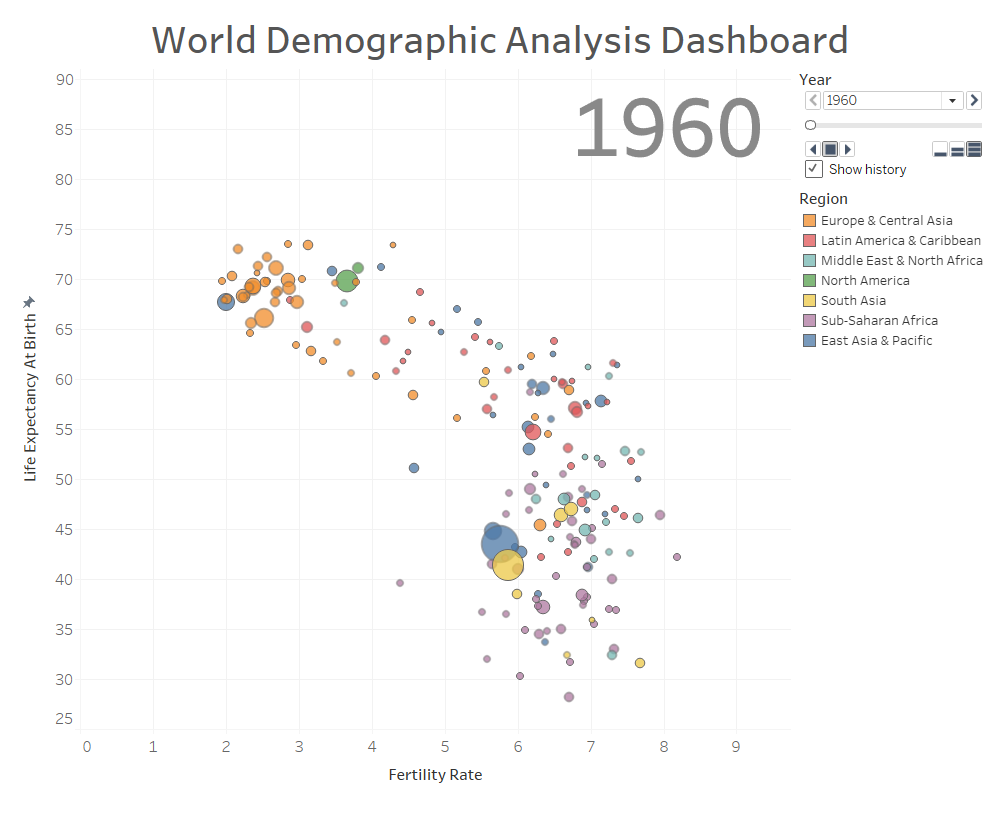 World Demographic Analysis Dashboard
1960
Year
1960
Show history
Region
Europe & Central Asia
Latin America & Caribbean
Middle East & North Africa
North America
South Asia
Sub-Saharan Africa
East Asia & Pacific
Life Expectancy At Birth
90
85
80
75
70
65
60
55
50
45
40
35
30
25
0 1 2 3 4 5 6 7 8 9
Fertility Rate